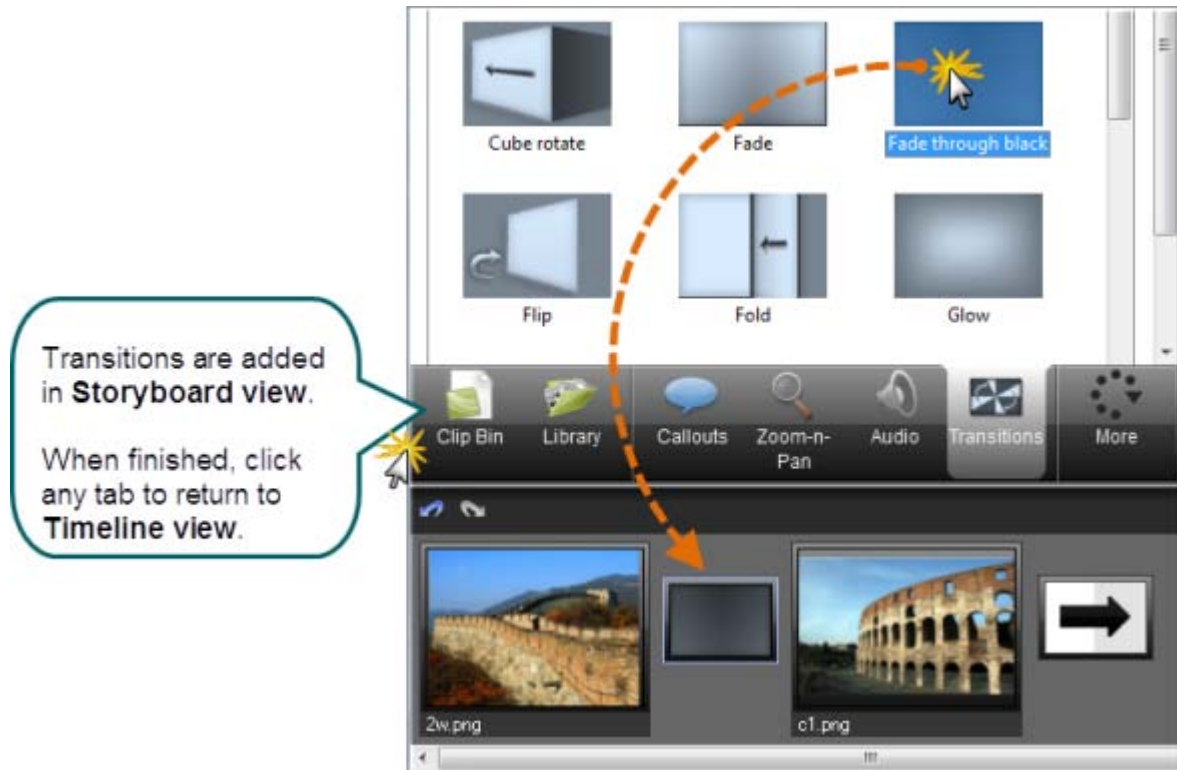 Cube rotate
Fade
Fade through black
Flip
Fold
Glow
Transitions are added
in Storyboard view.
When finished, click
any tab to return to
Timeline view.
Clip Bin
Library
Callouts
Zoom-n-
Pan
Audio
Transitions
More
2w.png
c1.png